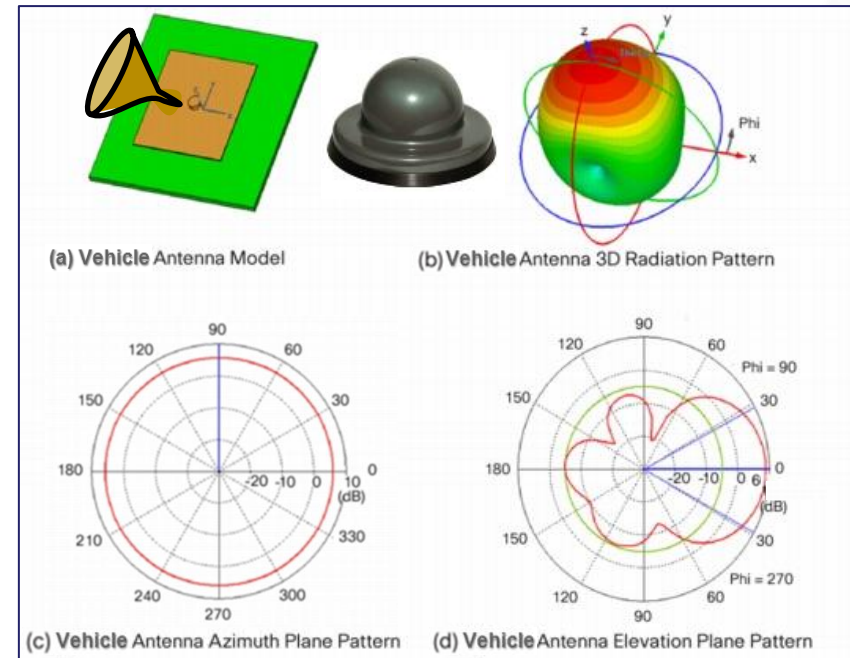 z
y
Phi
x
(a) Vehicle Antenna Model
(b) Vehicle Antenna 3D Radiation Pattern
90
120
60
150
30
180
-20
-10
0
10
0
(dB)
210
330
240
300
270
(c) Vehicle Antenna Azimuth Plane Pattern
90
120
60
Phi = 90
150
30
180
-20
-10
0
6
0
(dB)
150
30
Phi = 270
120
60
90
(d) Vehicle Antenna Elevation Plane Pattern